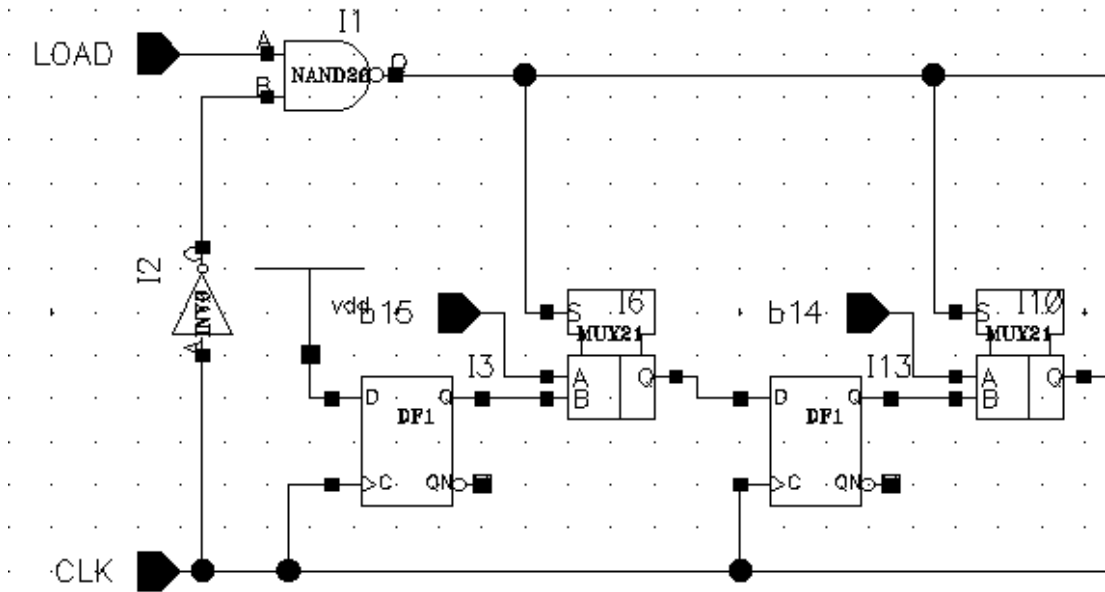 I1
LOAD
A
NAND20
B
Q
I2
Q
INV0
A
vdd
b15
S
I6
MUX21
I3
A
Q
B
D
Q
DF1
C
QN
b14
S
I10
MUX21
I13
A
Q
B
D
Q
DF1
C
QN
CLK